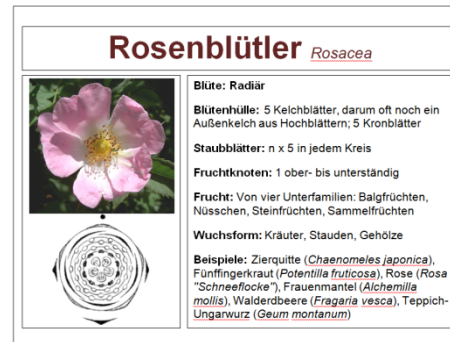 Rosenblütler Rosacea
Blüte: Radiär
Blütenhülle: 5 Kelchblätter, darum oft noch ein
Außenkelch aus Hochblättern; 5 Kronblätter
Staubblätter: n x 5 in jedem Kreis
Fruchtknoten: 1 ober- bis unterständig
Frucht: Von vier Unterfamilien: Balgfrüchten,
Nüsschen, Steinfrüchten, Sammelfrüchten
Wuchsform: Kräuter, Stauden, Gehölze
Beispiele: Zierquitte (Chaenomeles japonica),
Fünffingerkraut (Potentilla fruticosa), Rose (Rosa
"Schneeflocke"), Frauenmantel (Alchemilla
mollis), Walderdbeere (Fragaria vesca), Teppich-
Ungarwurz (Geum montanum)